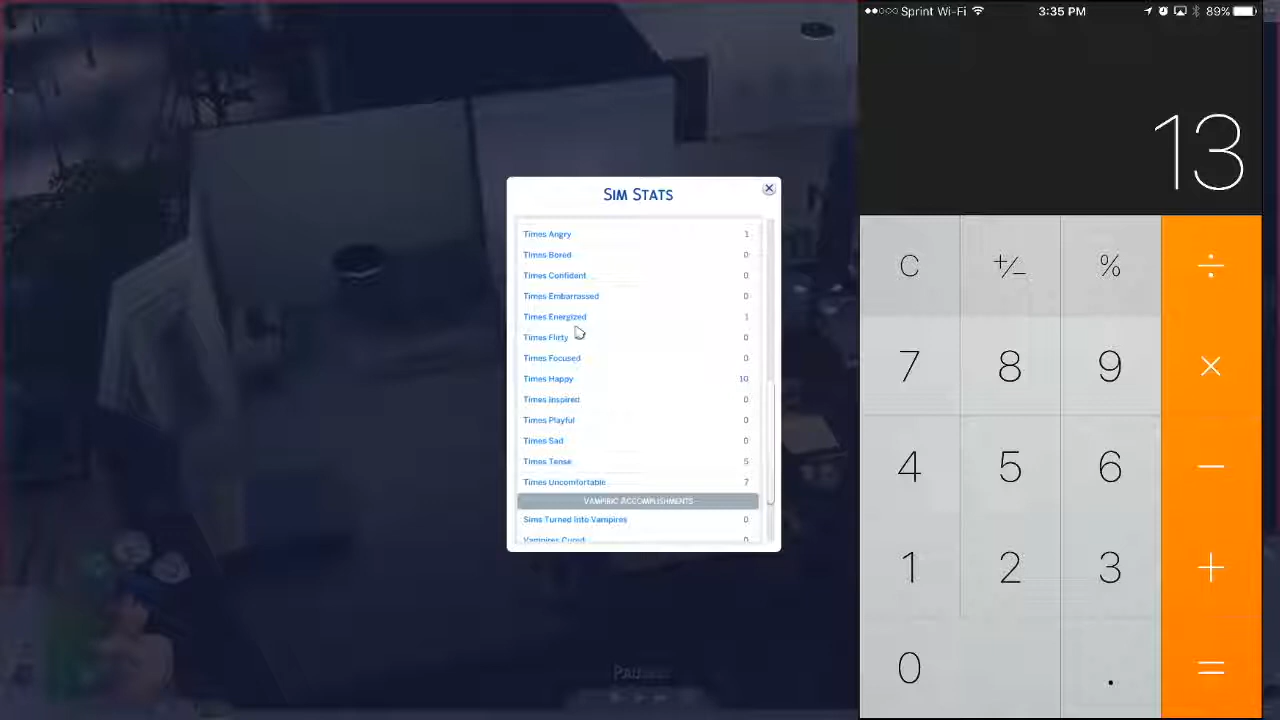 Sprint Wi-Fi 3:35 PM 89%
13
SIM STATS
Times Angry 1
Times Bored 0
Times Confident 0
Times Embarrassed 0
Times Energized 1
Times Flirty 0
Times Focused 0
Times Happy 10
Times Inspired 0
Times Playful 0
Times Sad 0
Times Tense 5
Times Uncomfortable 7
VAMPIRIC ACCOMPLISHMENTS
Sims Turned Into Vampires 0
Vampires Cured 0
C +/- % ÷
7 8 9 ×
4 5 6 −
1 2 3 +
0 . =